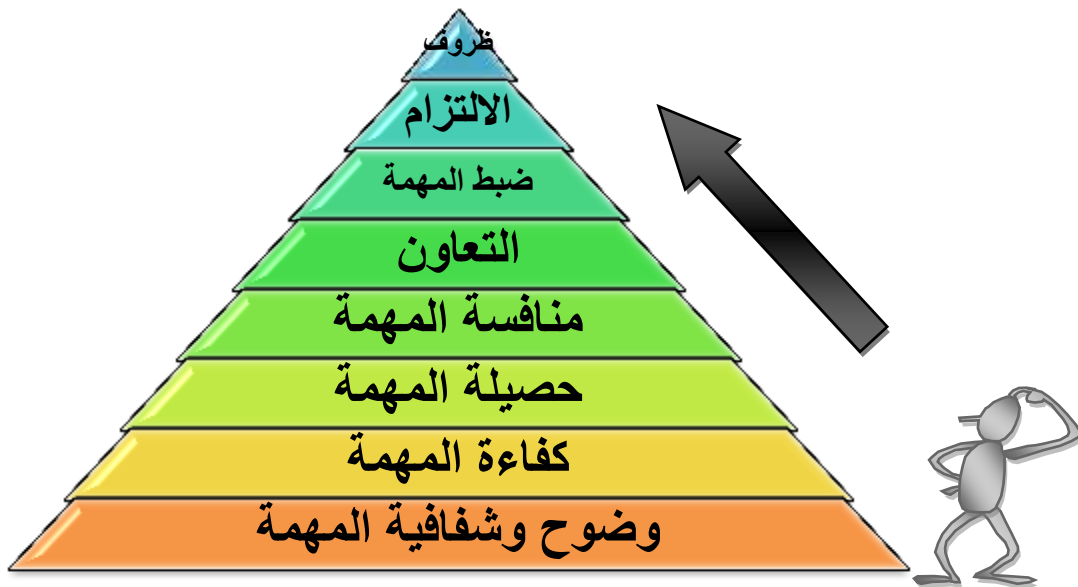 ظروف
الالتزام
ضبط المهمة
التعاون
منافسة المهمة
حصيلة المهمة
كفاءة المهمة
وضوح وشفافية المهمة